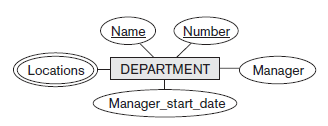 Name Number
Locations DEPARTMENT Manager
Manager_start_date